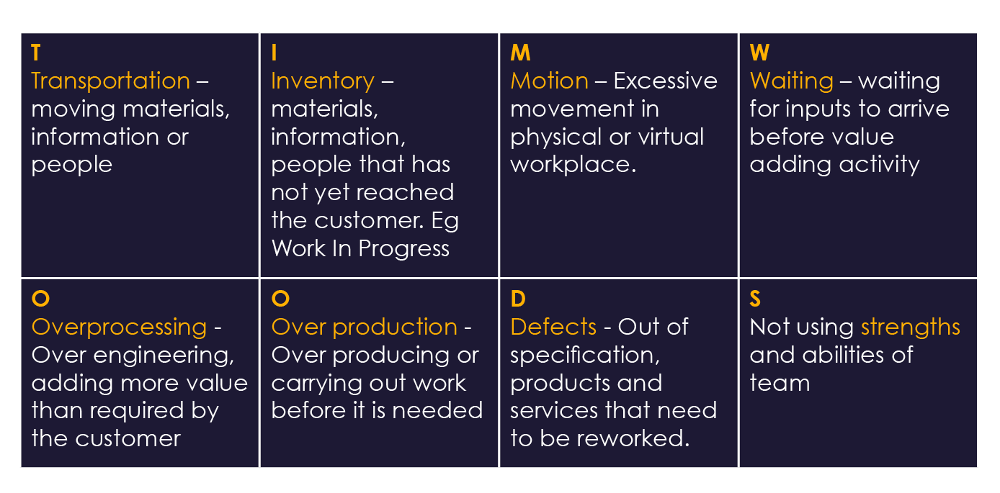 T
Transportation –
moving materials,
information or
people
I
Inventory –
materials,
information,
people that has
not yet reached
the customer. Eg
Work In Progress
M
Motion – Excessive
movement in
physical or virtual
workplace.
W
Waiting – waiting
for inputs to arrive
before value
adding activity
O
Overprocessing -
Over engineering,
adding more value
than required by
the customer
O
Over production -
Over producing or
carrying out work
before it is needed
D
Defects - Out of
specification,
products and
services that need
to be reworked.
S
Not using strengths
and abilities of
team